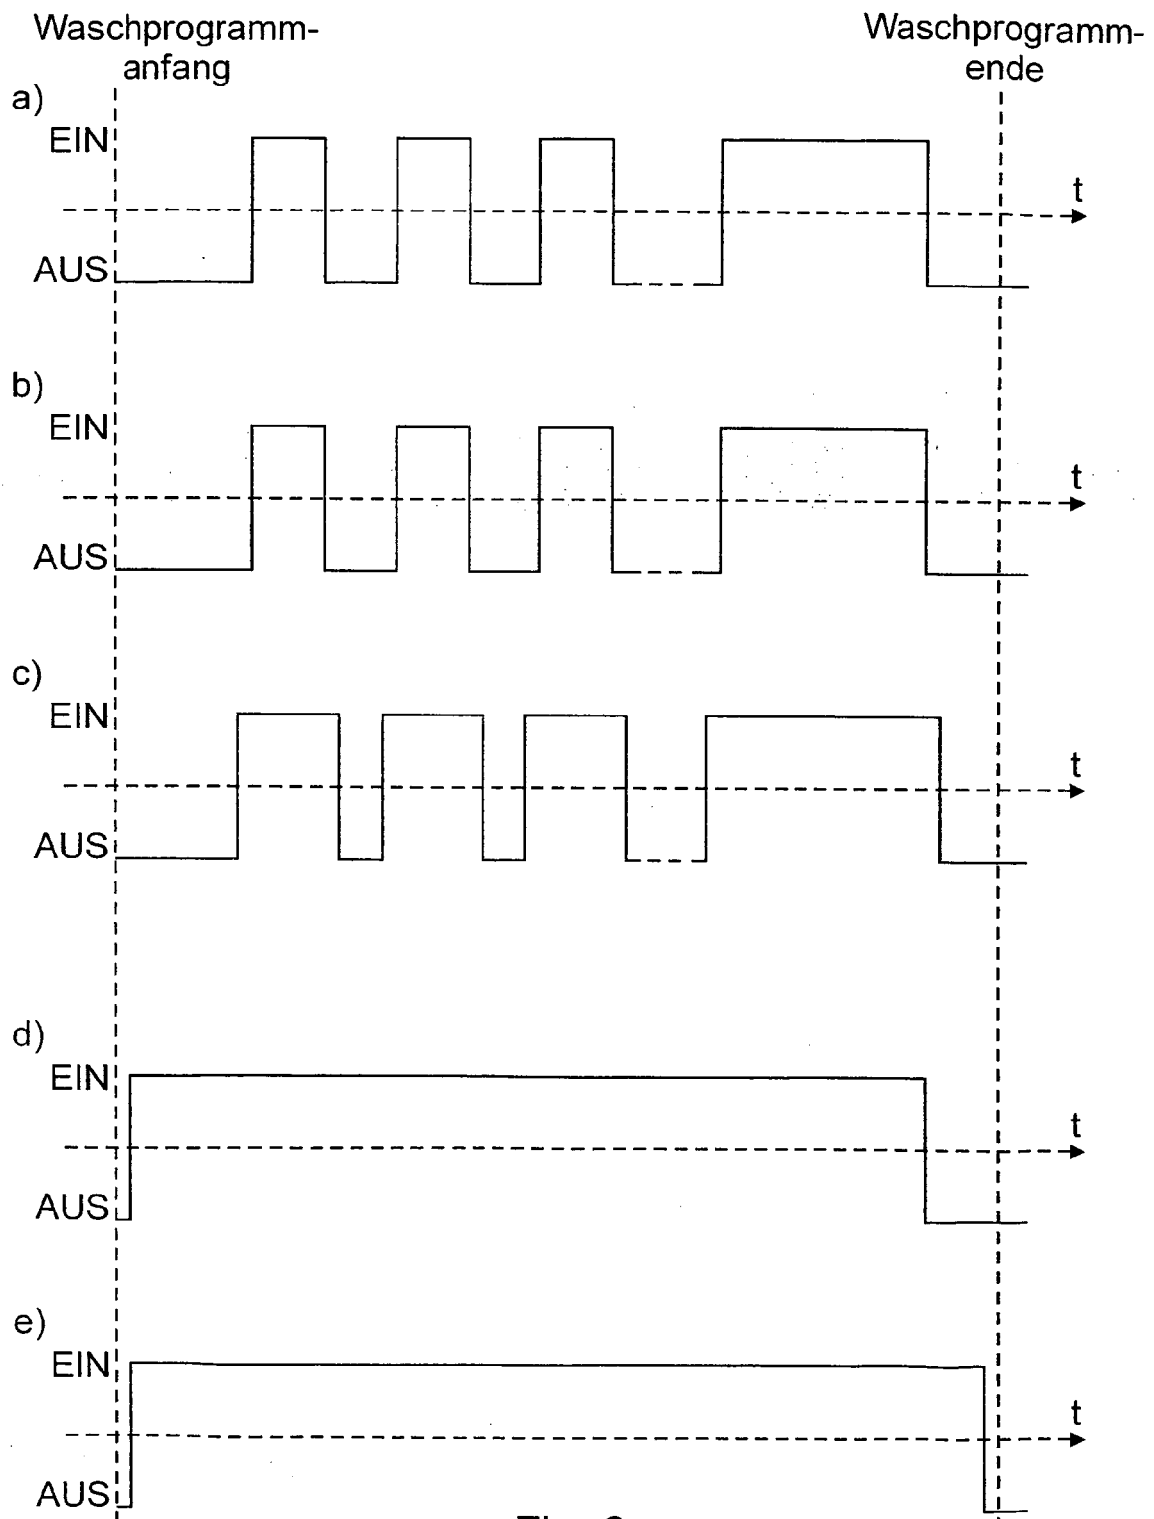 Waschprogramm-
anfang
Waschprogramm-
ende
a)
EIN
t
AUS
b)
EIN
t
AUS
c)
EIN
t
AUS
d)
EIN
t
AUS
e)
EIN
t
AUS